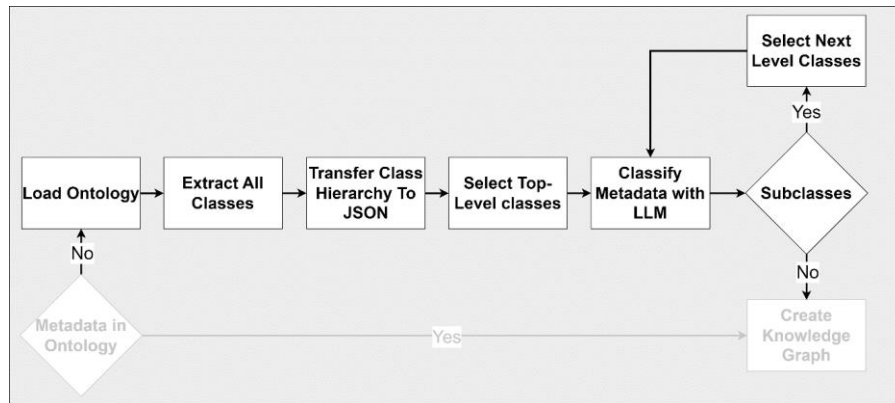 Select Next
Level Classes
Yes
Load Ontology
Extract All
Classes
Transfer Class
Hierarchy To
JSON
Select Top-
Level classes
Classify
Metadata with
LLM
Subclasses
No
No
Metadata in
Ontology
Yes
Create
Knowledge
Graph